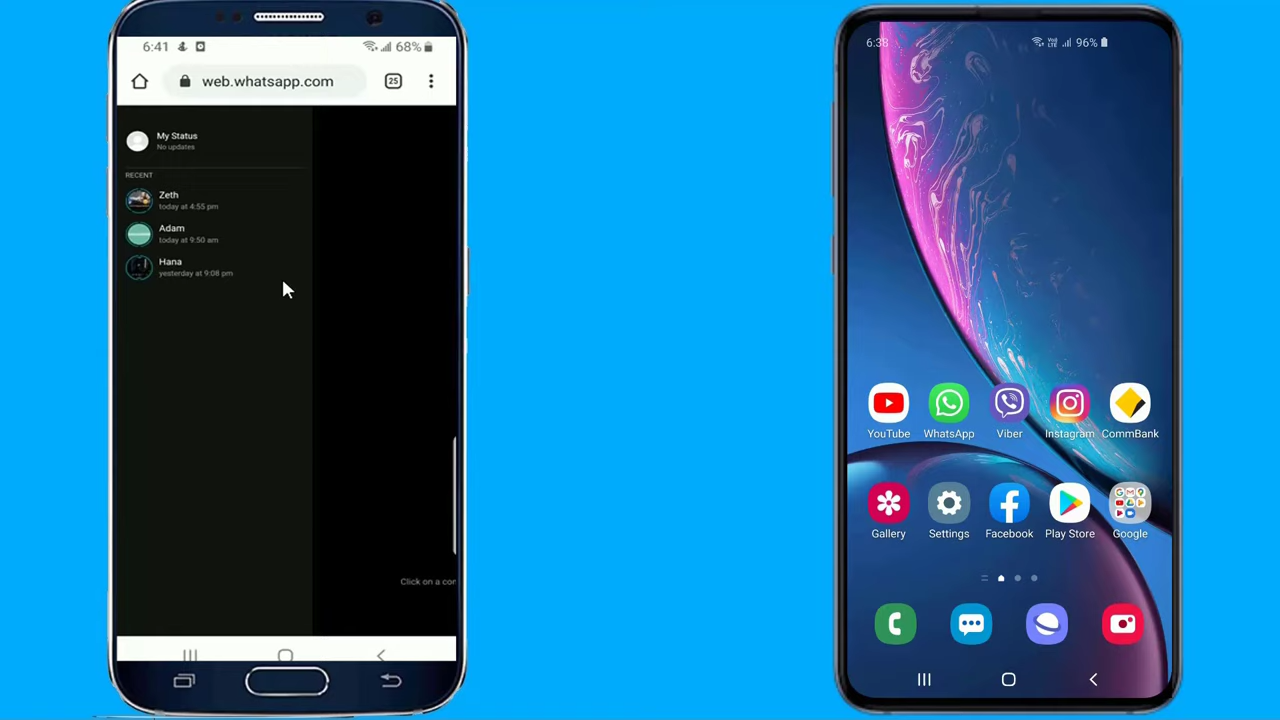 6:41
68%
web.whatsapp.com
25
My Status
No updates
RECENT
Zeth
today at 4:55 pm
Adam
today at 9:50 am
Hana
yesterday at 9:08 pm
Click on a con
6:38
96%
YouTube
WhatsApp
Viber
Instagram
CommBank
Gallery
Settings
Facebook
Play Store
Google